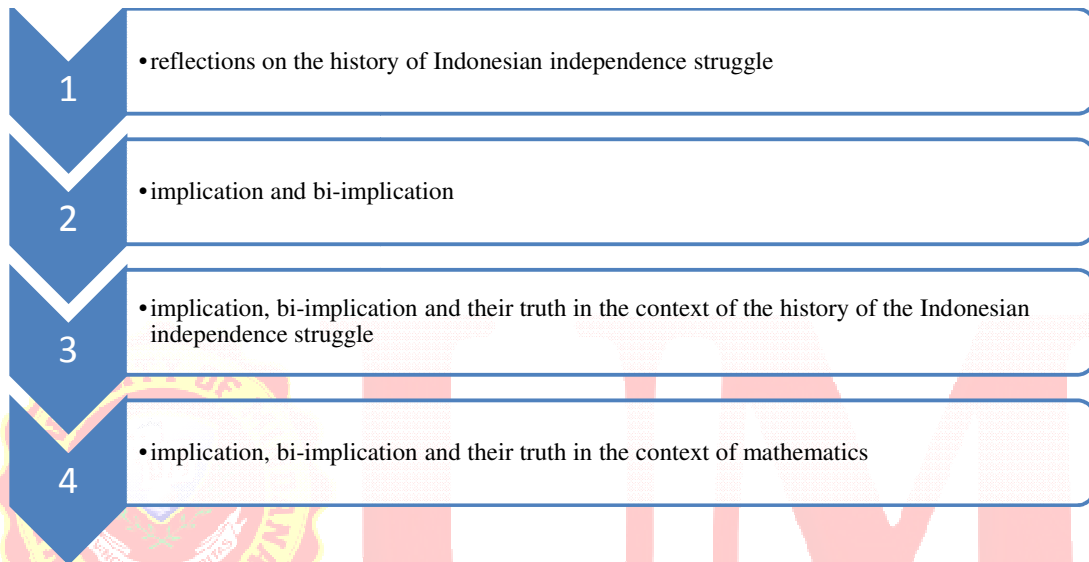 1
•reflections on the history of Indonesian independence struggle
2
•implication and bi-implication
3
•implication, bi-implication and their truth in the context of the history of the Indonesian
independence struggle
4
•implication, bi-implication and their truth in the context of mathematics